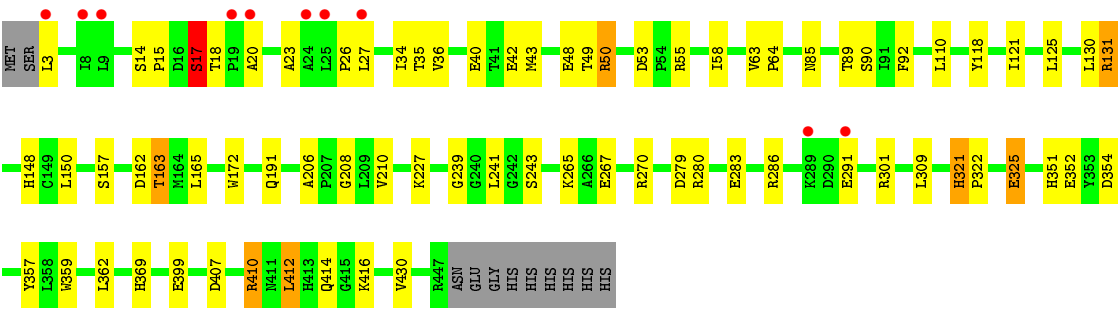 MET SER L3 I8 L9 S14 P15 D16 S17 T18 P19 A20 A23 A24 L25 P26 L27 I34 T35 V36 E40 T41 E42 M43 E48 T49 R50 D53 P54 R55 I58 V63 P64 N85 T89 S90 I91 F92 L110 Y118 I121 L125 L130 R131
H148 C149 L150 S157 D162 T163 M164 L165 W172 Q191 A206 P207 G208 L209 V210 K227 G239 G240 L241 G242 S243 K265 A266 E267 R270 D279 R280 E283 R286 K289 D290 E291 R301 L309 H321 P322 E325 H351 E352 Y353 D354
Y357 L358 W359 L362 H369 E399 D407 R410 N411 L412 H413 Q414 G415 K416 V430 R447 ASN GLU GLY HIS HIS HIS HIS HIS HIS